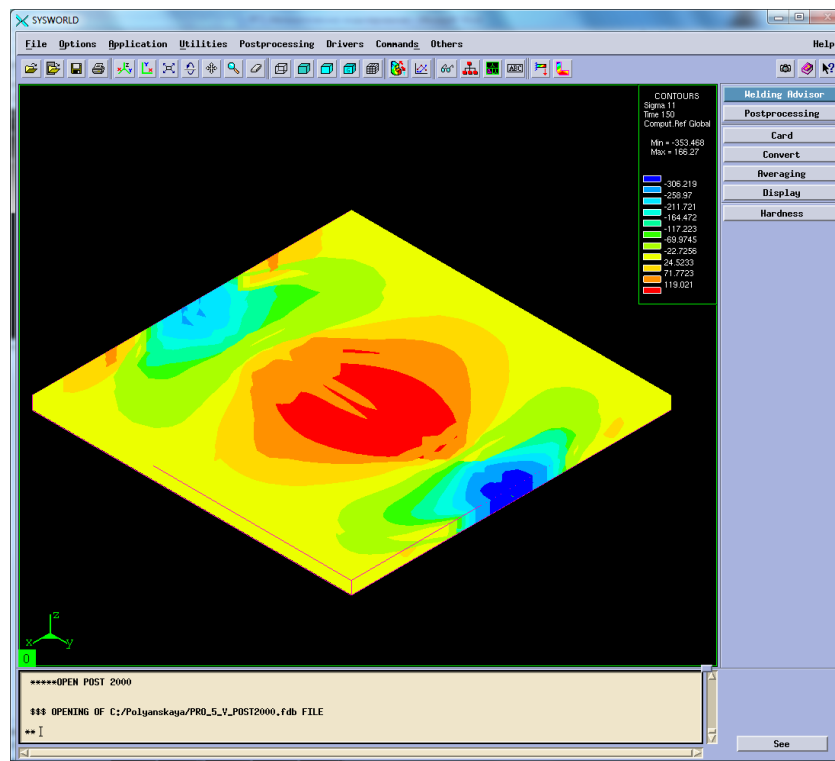 SYSWORLD
File Options Application Utilities Postprocessing Drivers Commands Others Help
CONTOURS
Sigma 11
Time 150
Comput.Ref Global
Min = -353.468
Max = 166.27
-306.219
-258.97
-211.721
-164.472
-117.223
-69.9745
-22.7256
24.5233
71.7723
119.021
Welding Advisor
Postprocessing
Card
Convert
Averaging
Display
Hardness
z
x y
0
*****OPEN POST 2000
$$$ OPENING OF C:/Polyanskaya/PRO_5_V_POST2000.fdb FILE
**
See